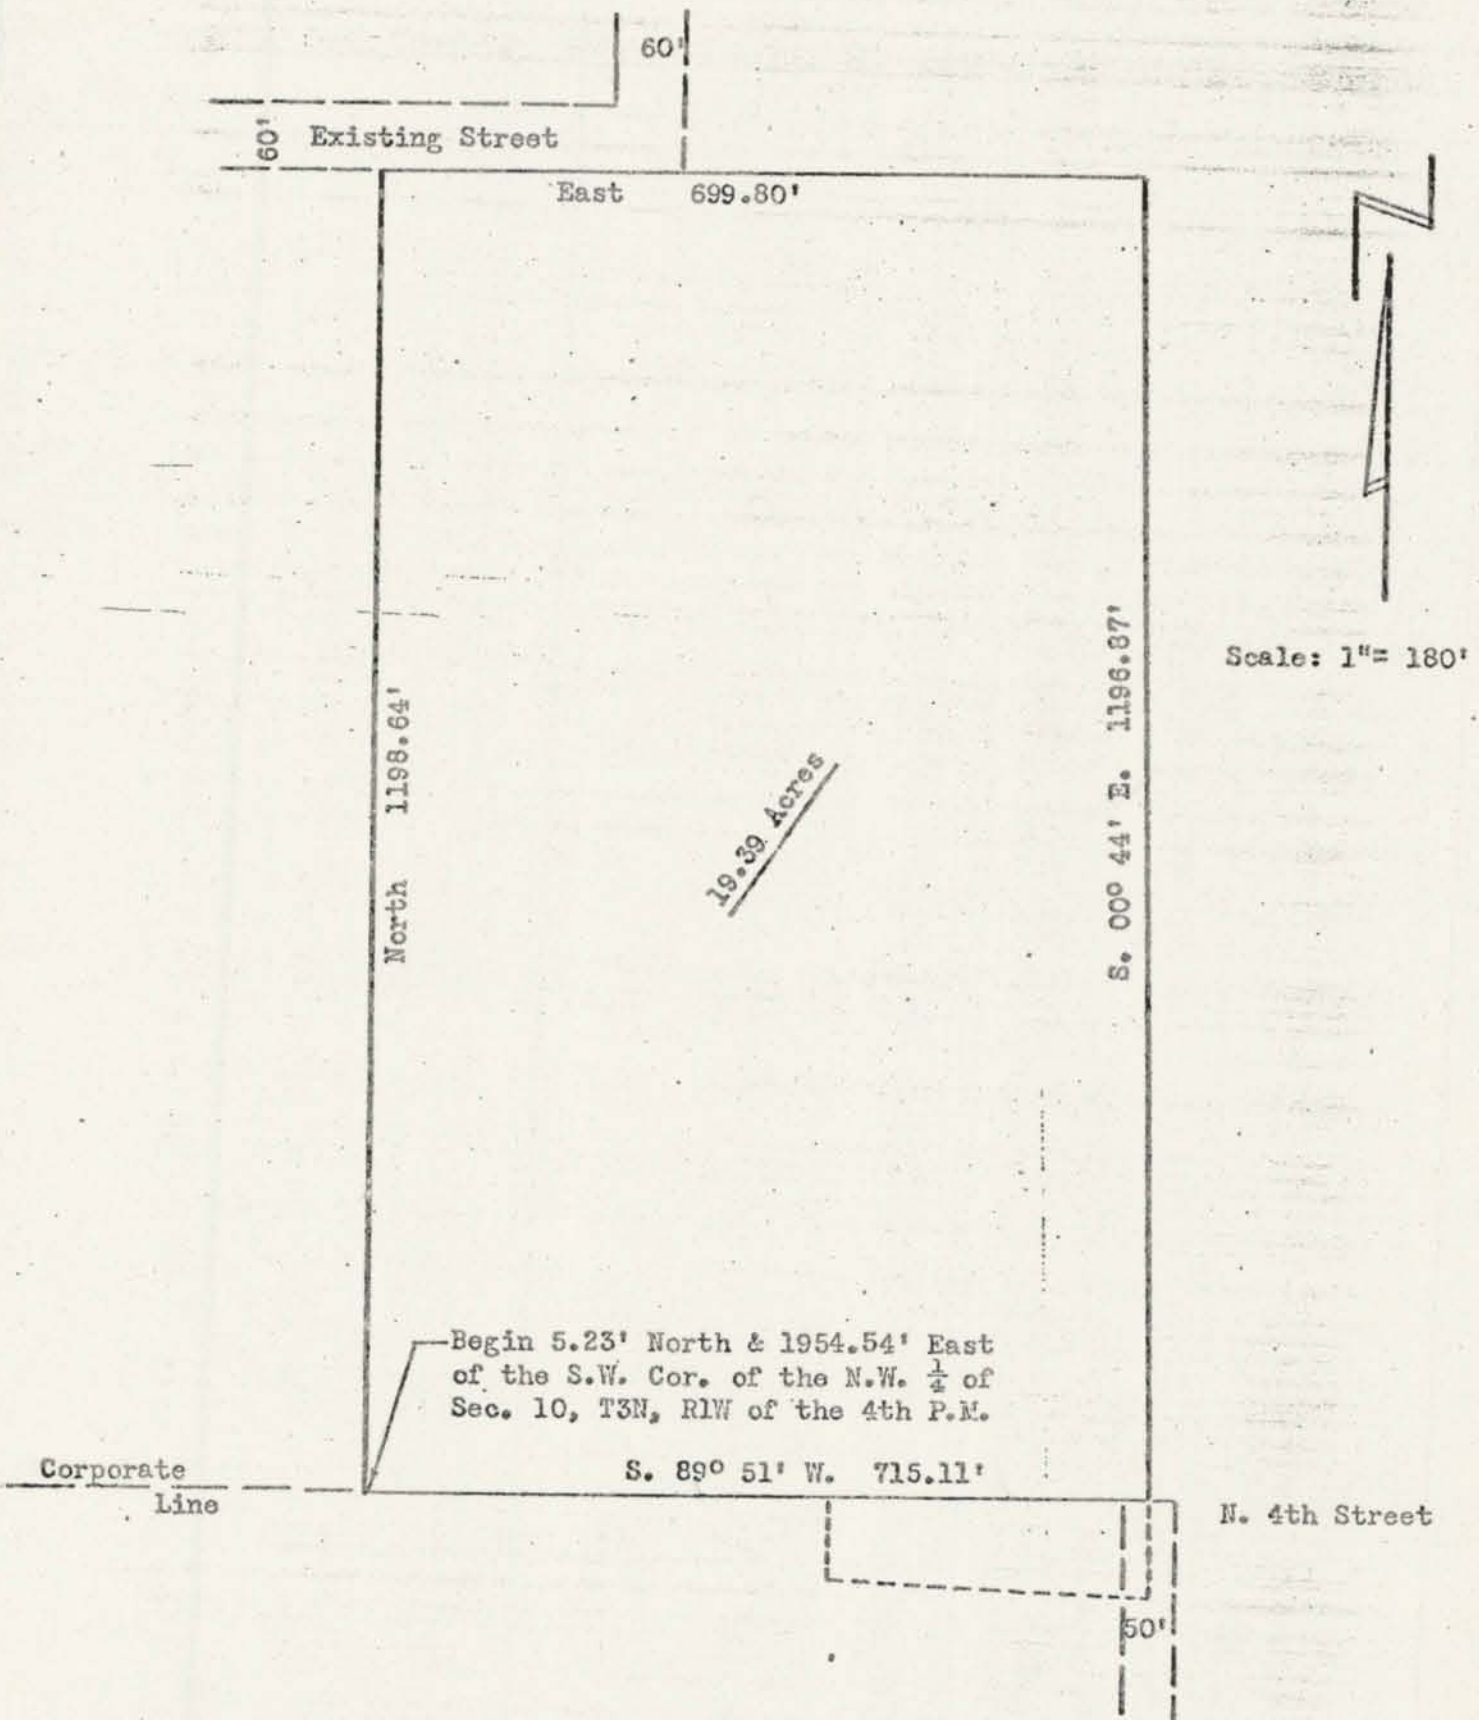 60'
60'
Existing Street
East 699.80'
North 1198.64'
S. 00° 44' E. 1196.87'
Scale: 1"= 180'
19.39 Acres
Begin 5.23' North & 1954.54' East
of the S.W. Cor. of the N.W. ¼ of
Sec. 10, T3N, R1W of the 4th P.M.
S. 89° 51' W. 715.11'
Corporate
Line
N. 4th Street
50'